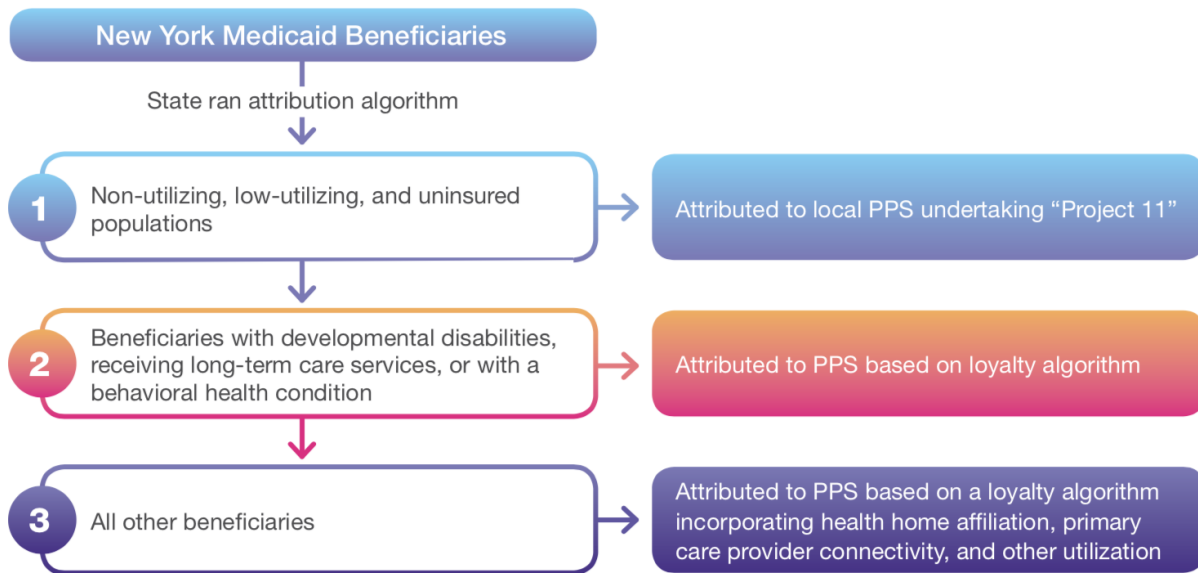 New York Medicaid Beneficiaries
State ran attribution algorithm
1
Non-utilizing, low-utilizing, and uninsured
populations
Attributed to local PPS undertaking “Project 11”
2
Beneficiaries with developmental disabilities,
receiving long-term care services, or with a
behavioral health condition
Attributed to PPS based on loyalty algorithm
3
All other beneficiaries
Attributed to PPS based on a loyalty algorithm
incorporating health home affiliation, primary
care provider connectivity, and other utilization